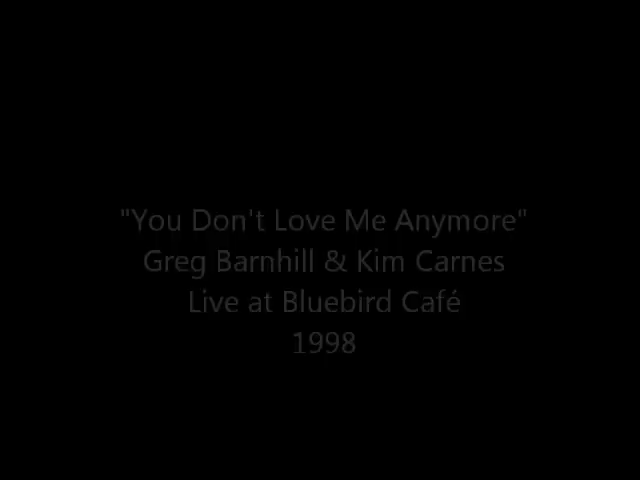 "You Don't Love Me Anymore"
Greg Barnhill & Kim Carnes
Live at Bluebird Café
1998